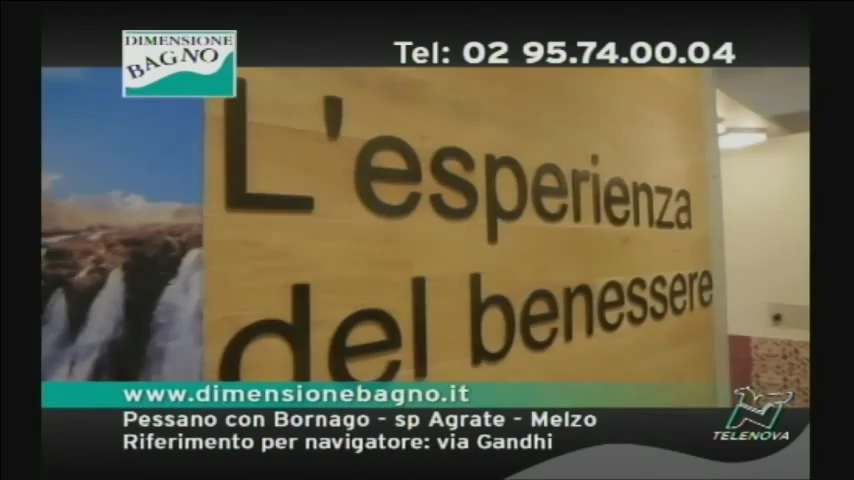 DIMENSIONE
BAGNO
Tel: 02 95.74.00.04
L'esperienza
del benessere
www.dimensionebagno.it
Pessano con Bornago - sp Agrate - Melzo
Riferimento per navigatore: via Gandhi
TELENOVA